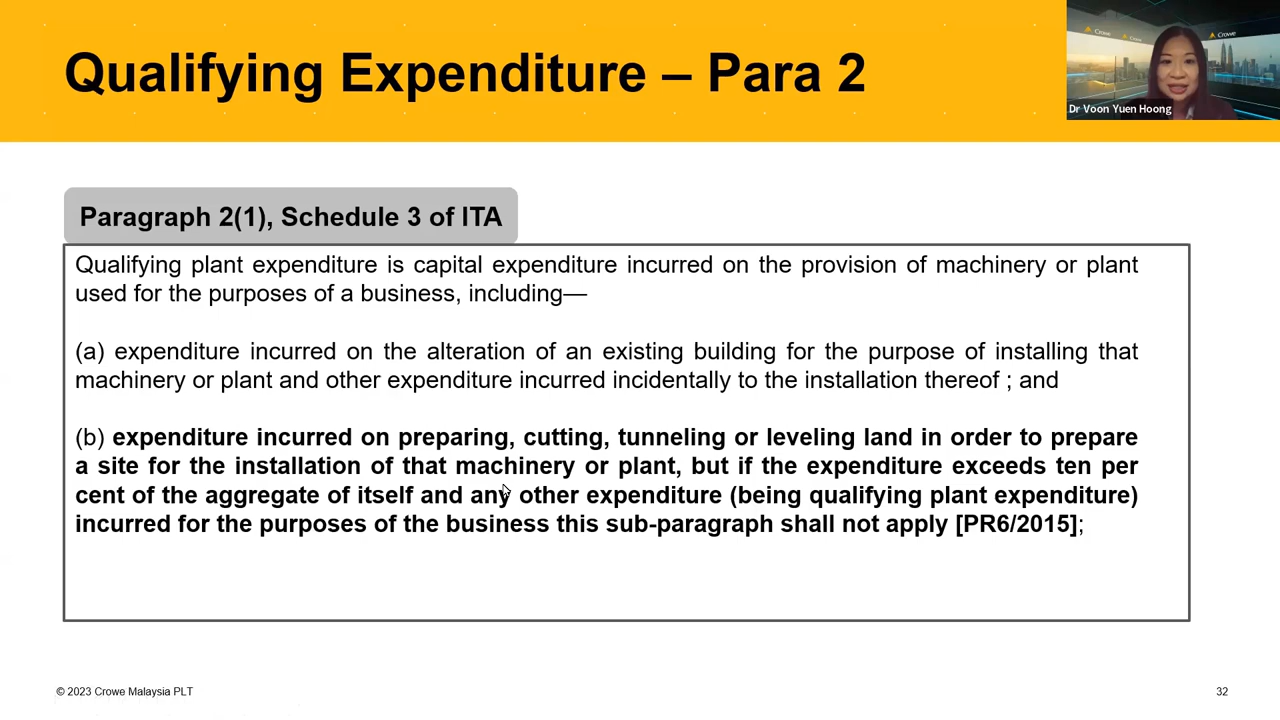 Qualifying Expenditure – Para 2
Crowe
Crowe
Crowe
Dr Voon Yuen Hoong
Paragraph 2(1), Schedule 3 of ITA
Qualifying plant expenditure is capital expenditure incurred on the provision of machinery or plant
used for the purposes of a business, including—
(a) expenditure incurred on the alteration of an existing building for the purpose of installing that
machinery or plant and other expenditure incurred incidentally to the installation thereof ; and
(b) expenditure incurred on preparing, cutting, tunneling or leveling land in order to prepare
a site for the installation of that machinery or plant, but if the expenditure exceeds ten per
cent of the aggregate of itself and any other expenditure (being qualifying plant expenditure)
incurred for the purposes of the business this sub-paragraph shall not apply [PR6/2015];
© 2023 Crowe Malaysia PLT
32